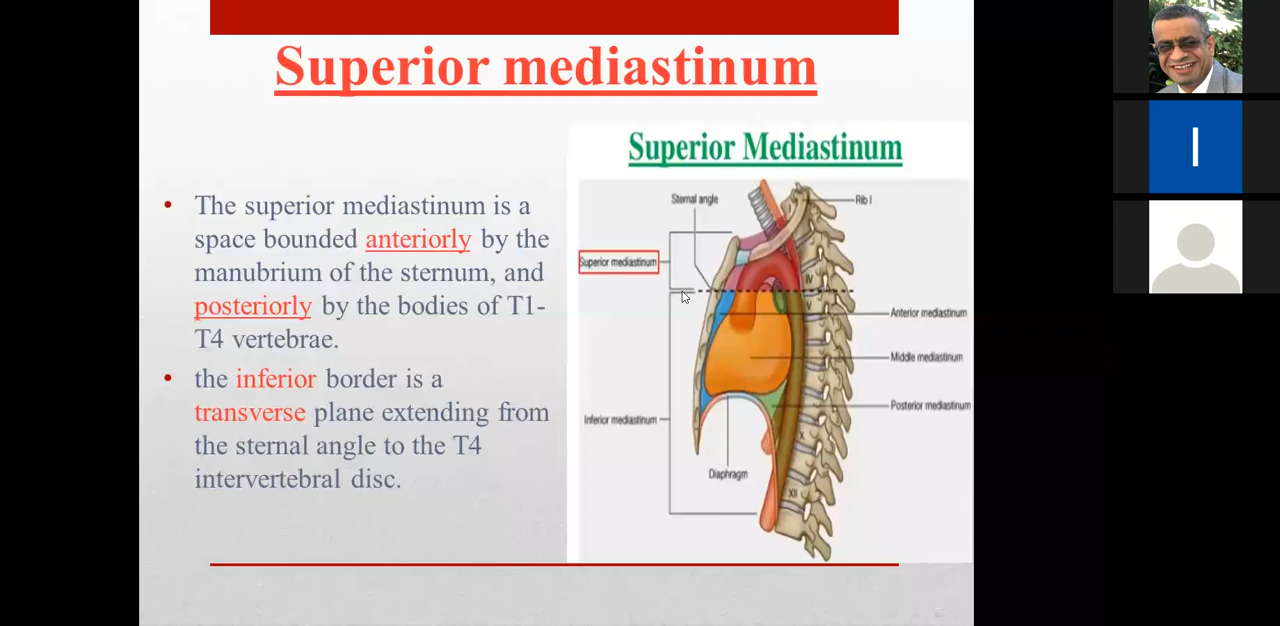 Superior mediastinum
• The superior mediastinum is a
space bounded anteriorly by the
manubrium of the sternum, and
posteriorly by the bodies of T1-
T4 vertebrae.
• the inferior border is a
transverse plane extending from
the sternal angle to the T4
intervertebral disc.
Superior Mediastinum
Sternal angle
Rib I
Superior mediastinum
IV
V
Anterior mediastinum
Middle mediastinum
Posterior mediastinum
Inferior mediastinum
X
Diaphragm
XII
I